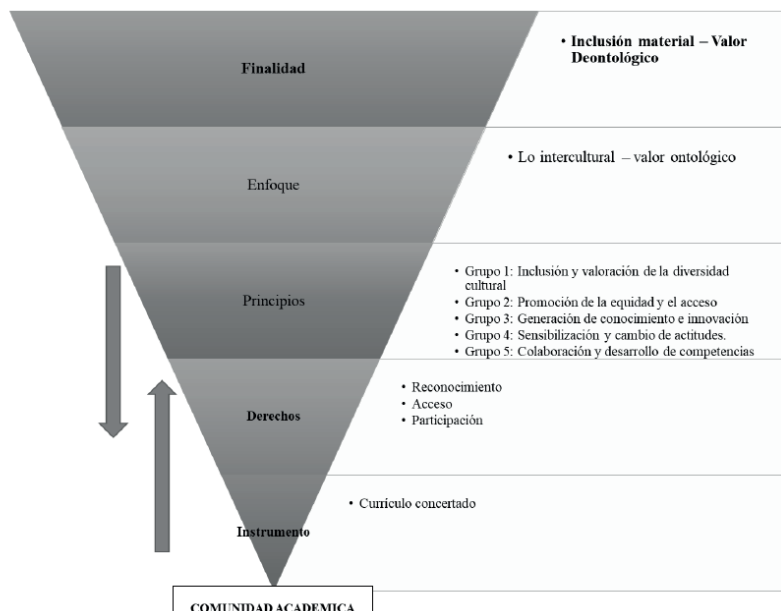 Finalidad
• Inclusión material – Valor
Deontológico
Enfoque
• Lo intercultural – valor ontológico
Principios
• Grupo 1: Inclusión y valoración de la diversidad
cultural
• Grupo 2: Promoción de la equidad y el acceso
• Grupo 3: Generación de conocimiento e innovación
• Grupo 4: Sensibilización y cambio de actitudes.
• Grupo 5: Colaboración y desarrollo de competencias
Derechos
• Reconocimiento
• Acceso
• Participación
Instrumento
• Currículo concertado
COMUNIDAD ACADEMICA